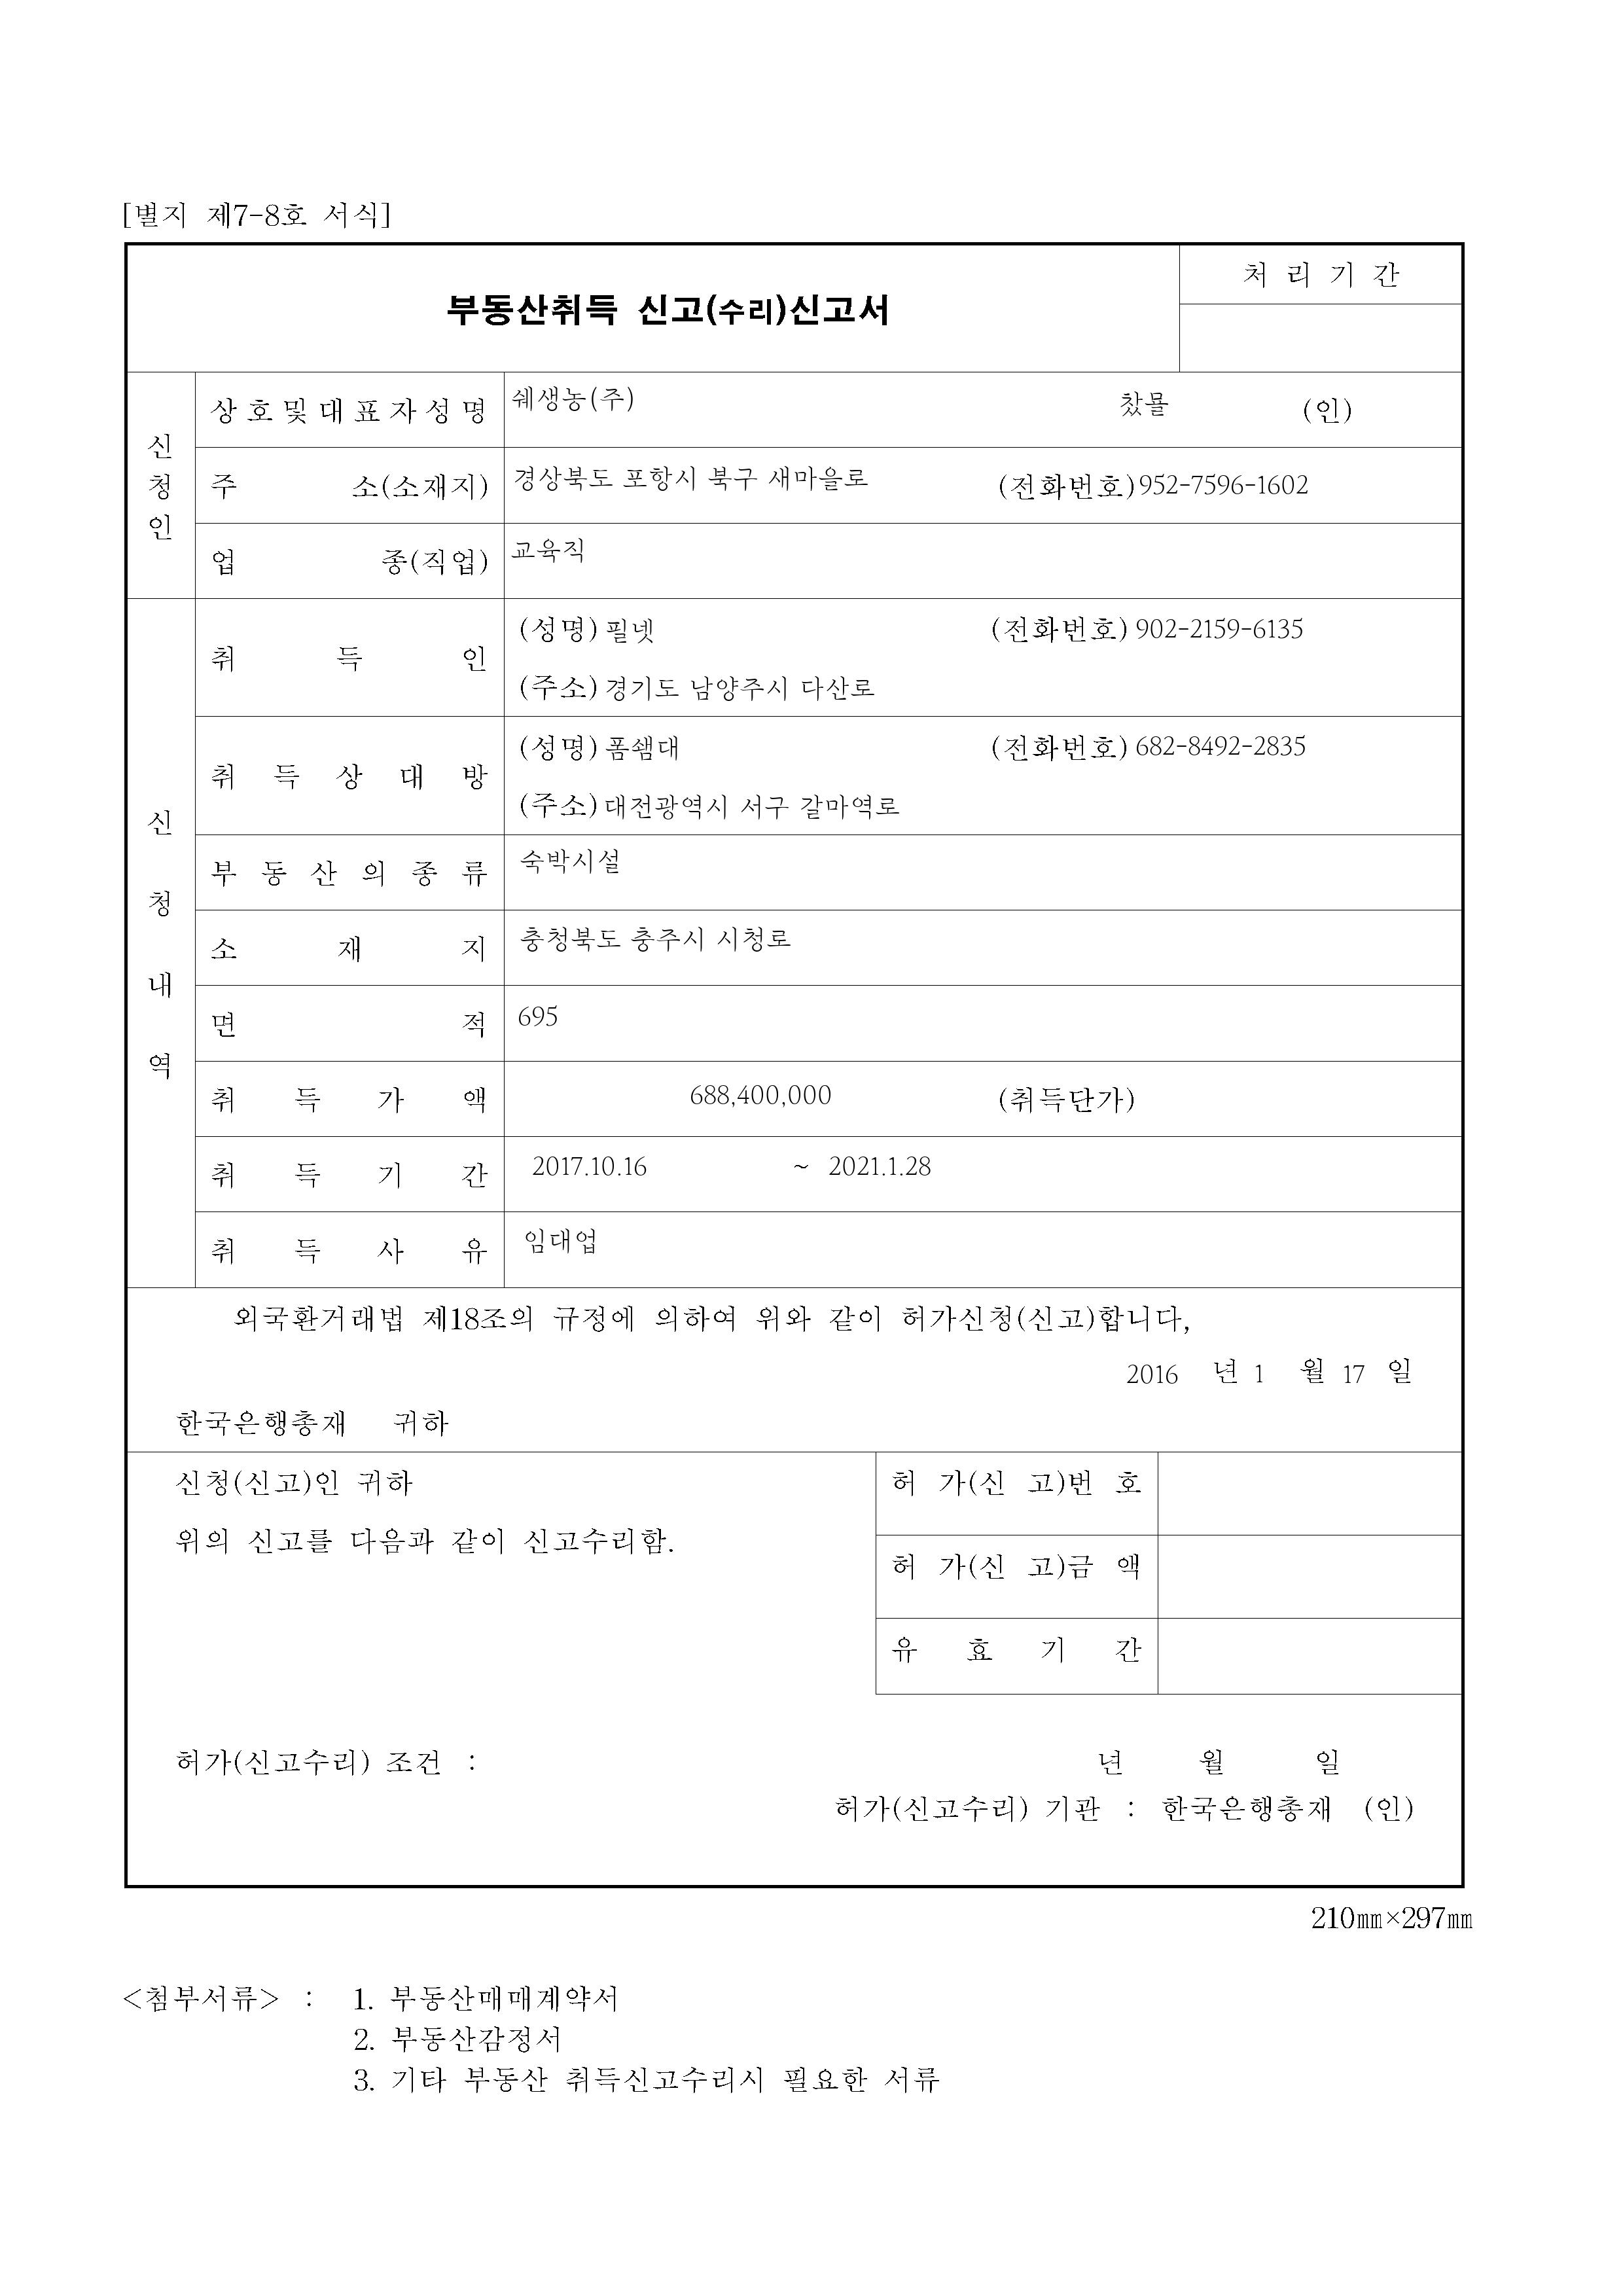 [별지 제7-8호 서식]
부동산취득 신고(수리)신고서
처 리 기 간
신청인
상호및대표자성명 쉐생농(주) 찼몰 (인)
주 소(소재지) 경상북도 포항시 북구 새마을로 (전화번호)952-7596-1602
업 종(직업) 교육직
신청내역
취 득 인
(성명) 필넷 (전화번호) 902-2159-6135
(주소) 경기도 남양주시 다산로
취 득 상 대 방
(성명) 폼쇔대 (전화번호) 682-8492-2835
(주소) 대전광역시 서구 갈마역로
부 동 산 의 종 류 숙박시설
소 재 지 충청북도 충주시 시청로
면 적 695
취 득 가 액 688,400,000 (취득단가)
취 득 기 간 2017.10.16 ~ 2021.1.28
취 득 사 유 임대업
외국환거래법 제18조의 규정에 의하여 위와 같이 허가신청(신고)합니다,
2016 년 1 월 17 일
한국은행총재 귀하
신청(신고)인 귀하
위의 신고를 다음과 같이 신고수리함.
허 가(신 고)번 호
허 가(신 고)금 액
유 효 기 간
허가(신고수리) 조건 : 년 월 일
허가(신고수리) 기관 : 한국은행총재 (인)
210㎜×297㎜
<첨부서류> : 1. 부동산매매계약서
2. 부동산감정서
3. 기타 부동산 취득신고수리시 필요한 서류